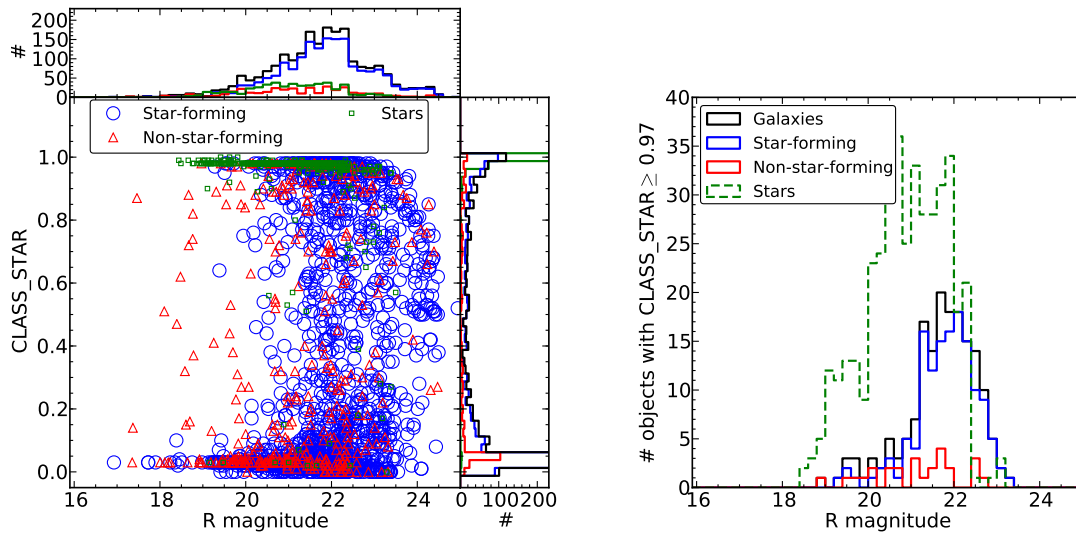 #
200
150
100
50
0
Star-forming
Stars
Non-star-forming
CLASS_STAR
1.0
0.8
0.6
0.4
0.2
0.0
16 18 20 22 24
R magnitude
0 100 200
#
# objects with CLASS_STAR ≥ 0.97
40
35
30
25
20
15
10
5
0
Galaxies
Star-forming
Non-star-forming
Stars
16 18 20 22 24
R magnitude